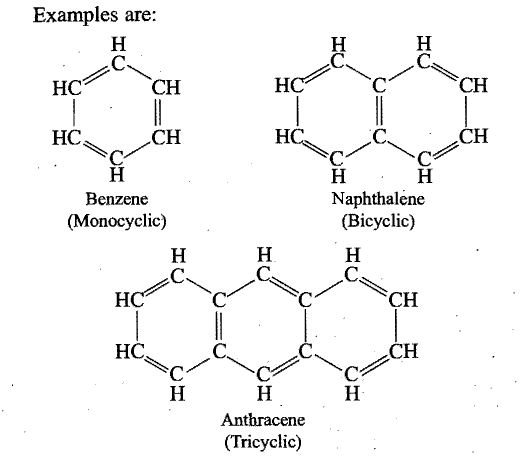 Examples are:
H H H
C C C
HC CH HC C CH
HC CH HC C CH
C C C
H H H
Benzene Naphthalene
(Monocyclic) (Bicyclic)
H H H
C C C
HC C C CH
HC C C CH
C C C
H H H
Anthracene
(Tricyclic)